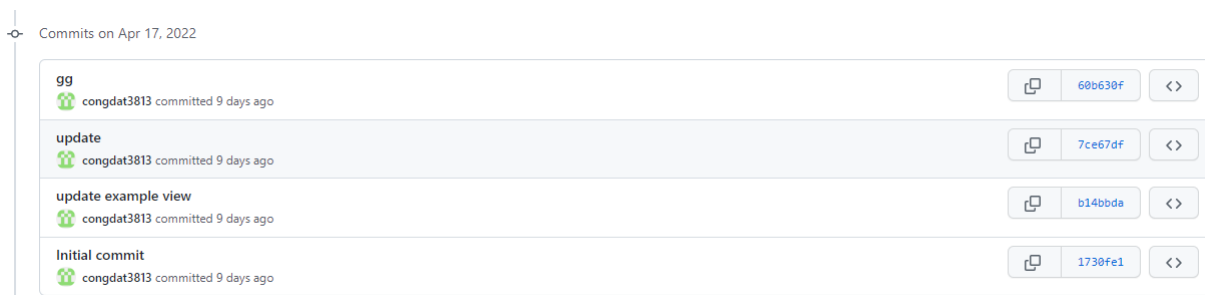 Commits on Apr 17, 2022
gg
congdat3813 committed 9 days ago
60b630f
update
congdat3813 committed 9 days ago
7ce67df
update example view
congdat3813 committed 9 days ago
b14bbda
Initial commit
congdat3813 committed 9 days ago
1730fe1